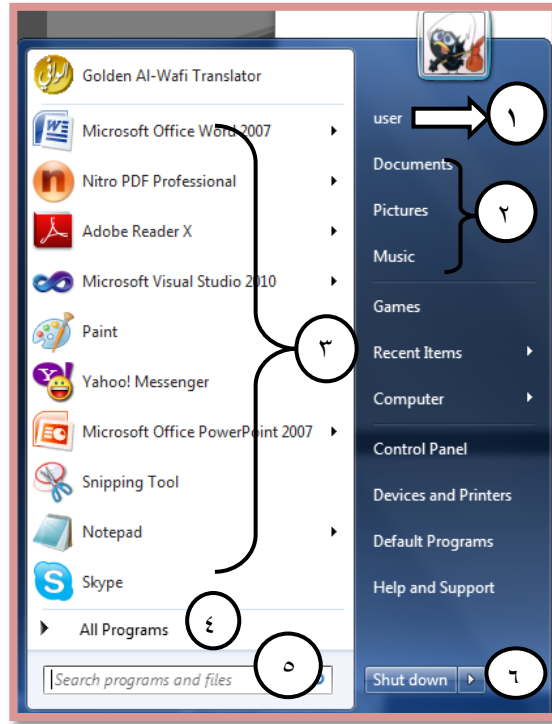 الوافي
Golden Al-Wafi Translator
Microsoft Office Word 2007
Nitro PDF Professional
Adobe Reader X
Microsoft Visual Studio 2010
Paint
Yahoo! Messenger
Microsoft Office PowerPoint 2007
Snipping Tool
Notepad
Skype
٣
All Programs
٤
Search programs and files
٥
user
١
Documents
Pictures
Music
٢
Games
Recent Items
Computer
Control Panel
Devices and Printers
Default Programs
Help and Support
Shut down
٦